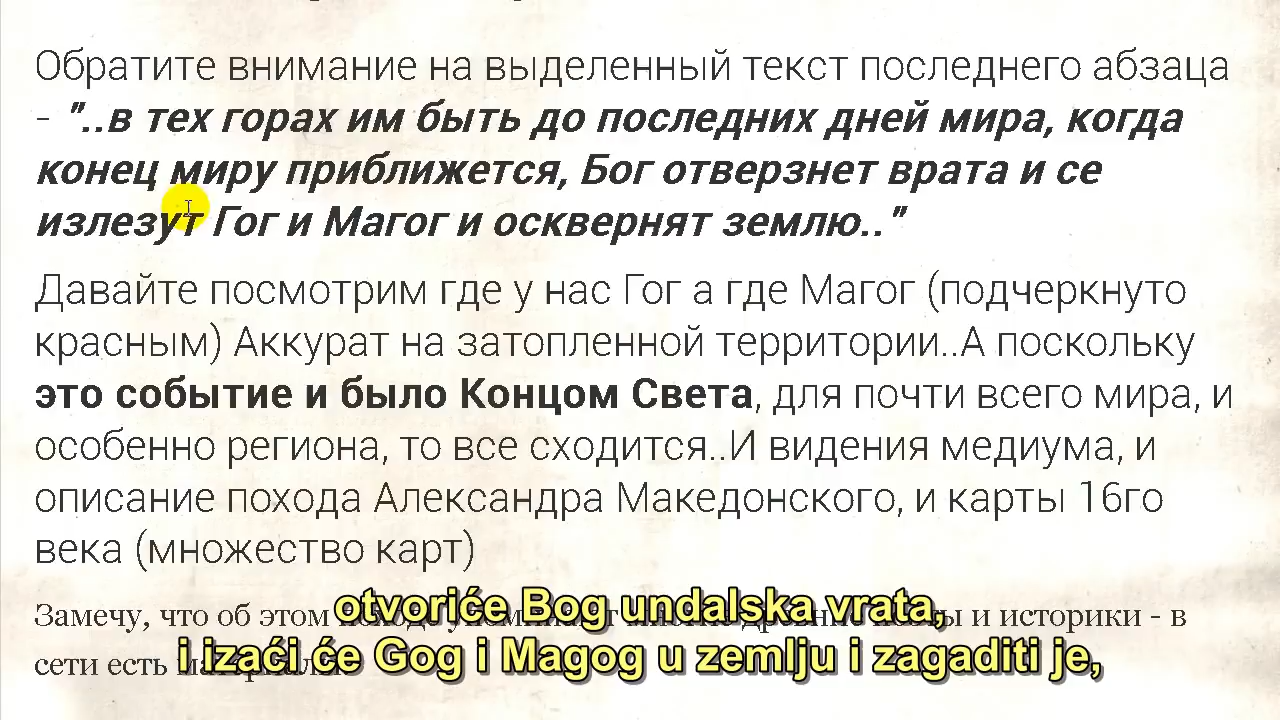 Обратите внимание на выделенный текст последнего абзаца
- "..в тех горах им быть до последних дней мира, когда
конец миру приближется, Бог отверзнет врата и се
излезут Гог и Магог и осквернят землю.."
Давайте посмотрим где у нас Гог а где Магог (подчеркнуто
красным) Аккурат на затопленной территории..А поскольку
это событие и было Концом Света, для почти всего мира, и
особенно региона, то все сходится..И видения медиума, и
описание похода Александра Македонского, и карты 16го
века (множество карт)
otvoriće Bog undalska vrata,
Замечу, что об этом и историки - в
i izaći će Gog i Magog u zemlju i zagaditi je,
сети есть